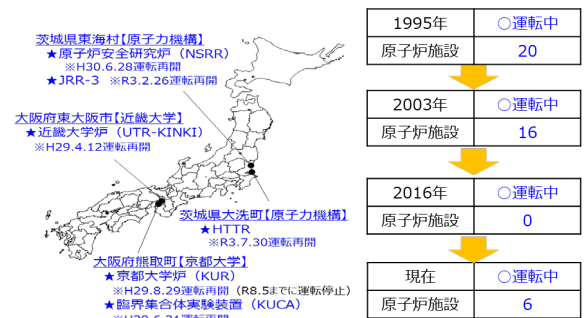 茨城県東海村【原子力機構】
★原子炉安全研究炉（NSRR）
※H30.6.28運転再開
★JRR-3 ※R3.2.26運転再開
大阪府東大阪市【近畿大学】
★近畿大学炉（UTR-KINKI）
※H29.4.12運転再開
茨城県大洗町【原子力機構】
★HTTR
※R3.7.30運転再開
大阪府熊取町【京都大学】
★京都大学炉（KUR）
※H29.8.29運転再開（R8.5までに運転停止）
★臨界集合体実験装置（KUCA）
※H29.6.21運転再開
1995年 ○運転中
原子炉施設 20
2003年 ○運転中
原子炉施設 16
2016年 ○運転中
原子炉施設 0
現在 ○運転中
原子炉施設 6